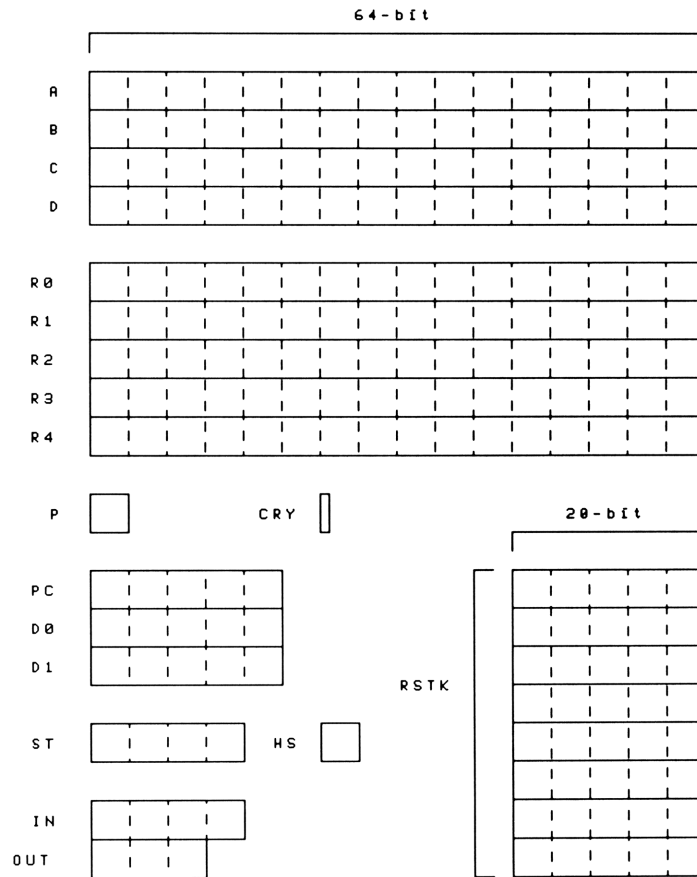 64-bit
A
B
C
D
R0
R1
R2
R3
R4
P CRY 20-bit
PC
D0
D1
RSTK
ST HS
IN
OUT